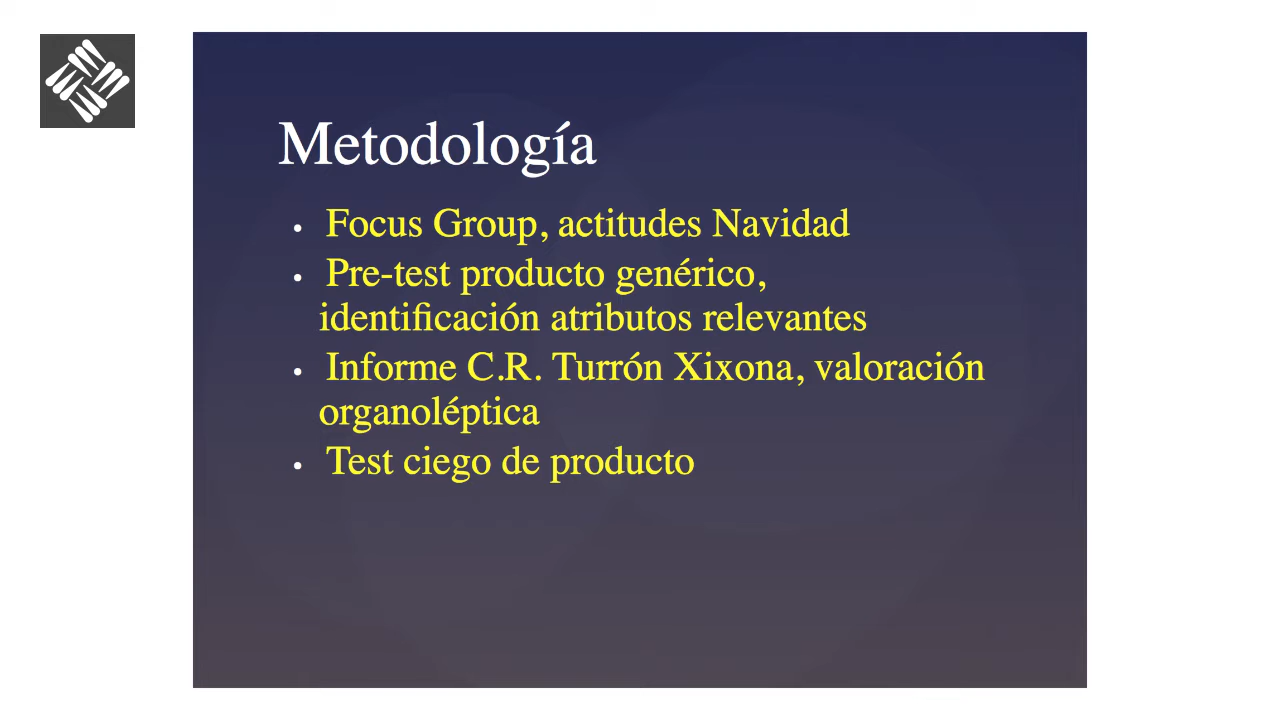 Metodología
• Focus Group, actitudes Navidad
• Pre-test producto genérico,
identificación atributos relevantes
• Informe C.R. Turrón Xixona, valoración
organoléptica
• Test ciego de producto